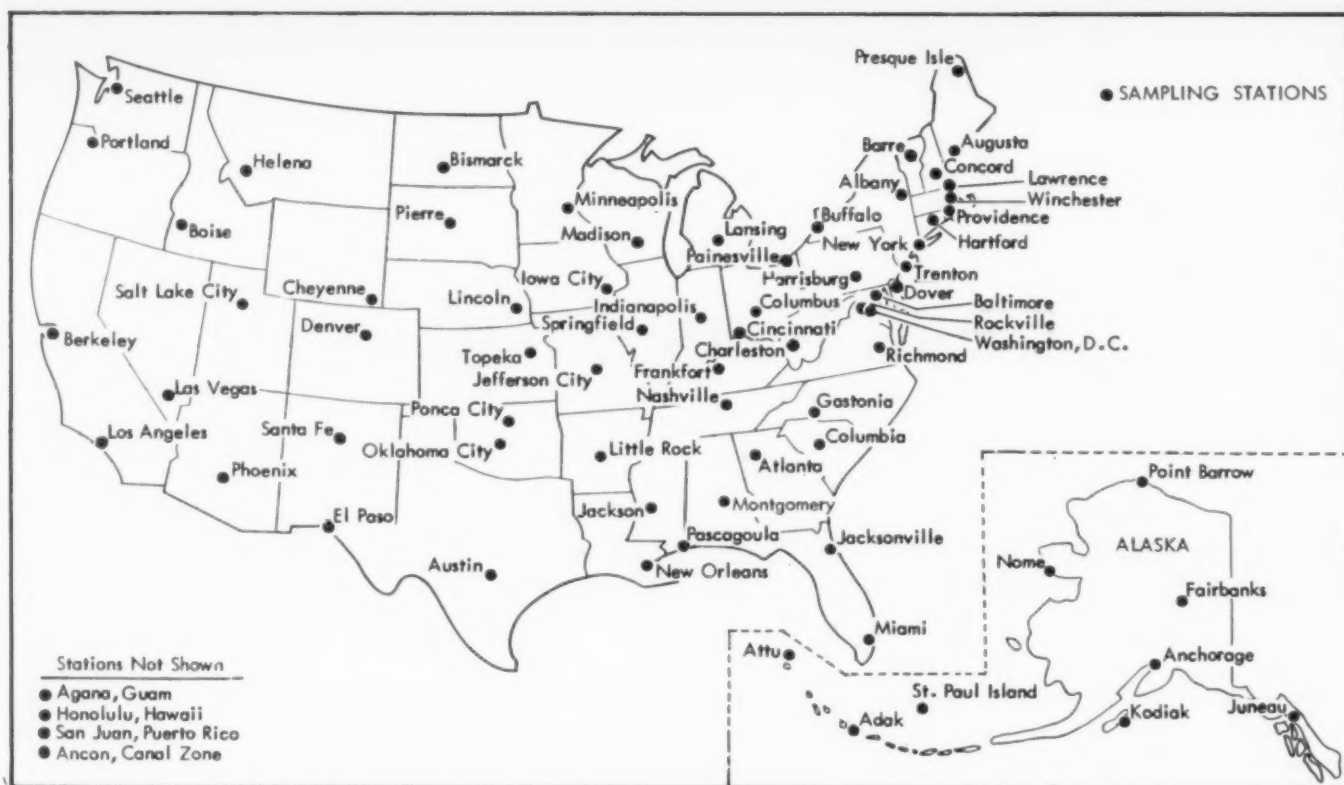 Presque Isle
● SAMPLING STATIONS
Seattle
Portland
Helena
Bismarck
Barre
Augusta
Concord
Lawrence
Winchester
Albany
Providence
Hartford
Boise
Pierre
Minneapolis
Madison
Lansing
Buffalo
New York
Painesville
Trenton
Harrisburg
Dover
Baltimore
Rockville
Washington, D.C.
Salt Lake City
Cheyenne
Iowa City
Lincoln
Indianapolis
Columbus
Springfield
Cincinnati
Denver
Berkeley
Topeka
Charleston
Richmond
Jefferson City
Frankfort
Las Vegas
Nashville
Ponca City
Gastonia
Los Angeles
Santa Fe
Oklahoma City
Columbia
Little Rock
Atlanta
Phoenix
Montgomery
Jackson
El Paso
Pascagoula
Jacksonville
Austin
New Orleans
Miami
Point Barrow
ALASKA
Nome
Fairbanks
Attu
Anchorage
St. Paul Island
Adak
Kodiak
Juneau
Stations Not Shown
● Agana, Guam
● Honolulu, Hawaii
● San Juan, Puerto Rico
● Ancon, Canal Zone